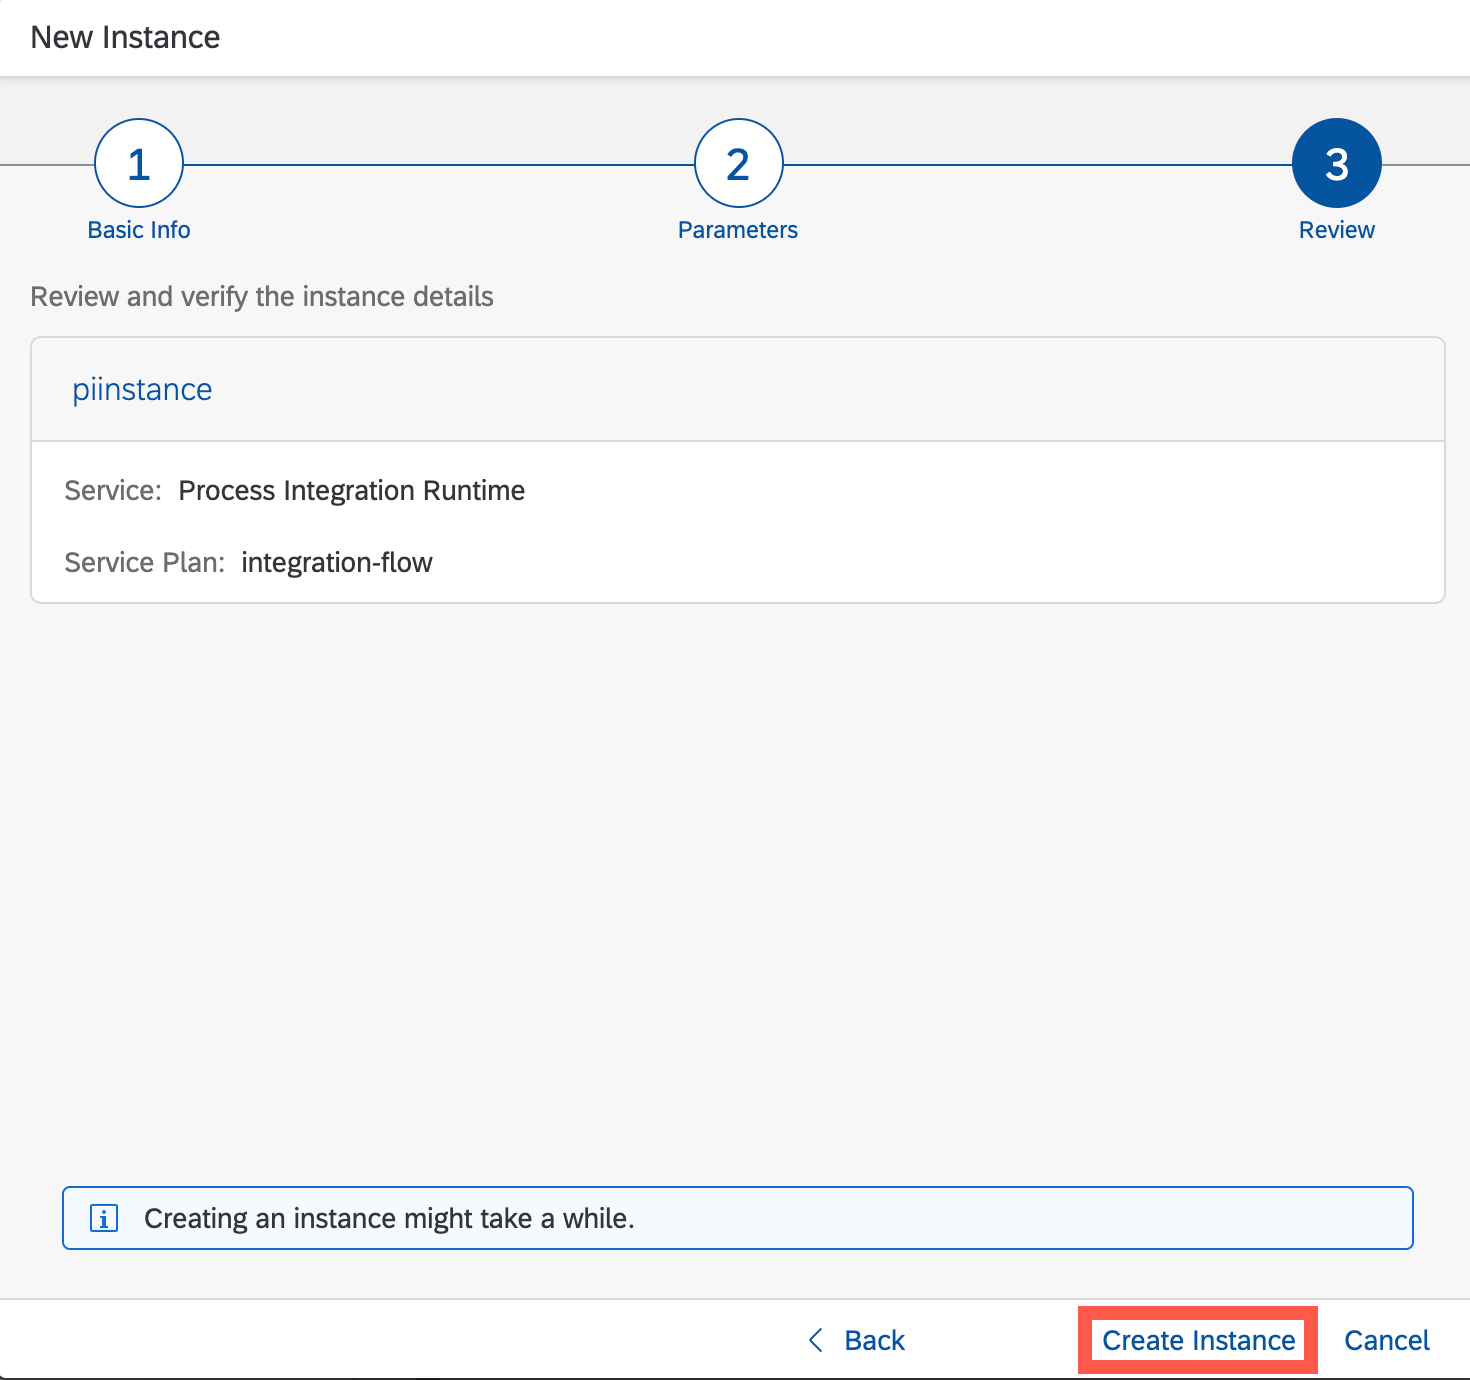 New Instance
1
2
3
Basic Info
Parameters
Review
Review and verify the instance details
piinstance
Service: Process Integration Runtime
Service Plan: integration-flow
Creating an instance might take a while.
Back
Create Instance
Cancel